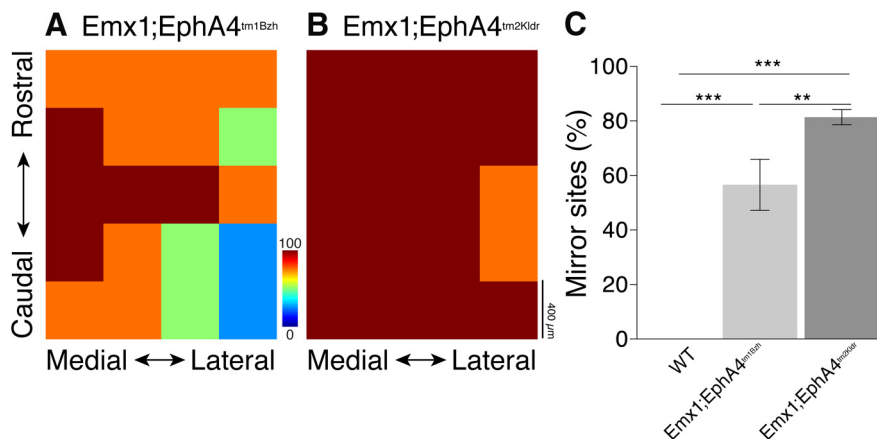 A Emx1;EphA4tm1Bzh
B Emx1;EphA4tm2Kldr
C
Rostral
Caudal
Medial
Lateral
100
0
Medial
Lateral
400 µm
Mirror sites (%)
100
80
60
40
20
0
***
***
**
WT
Emx1;EphA4tm1Bzh
Emx1;EphA4tm2Kldr